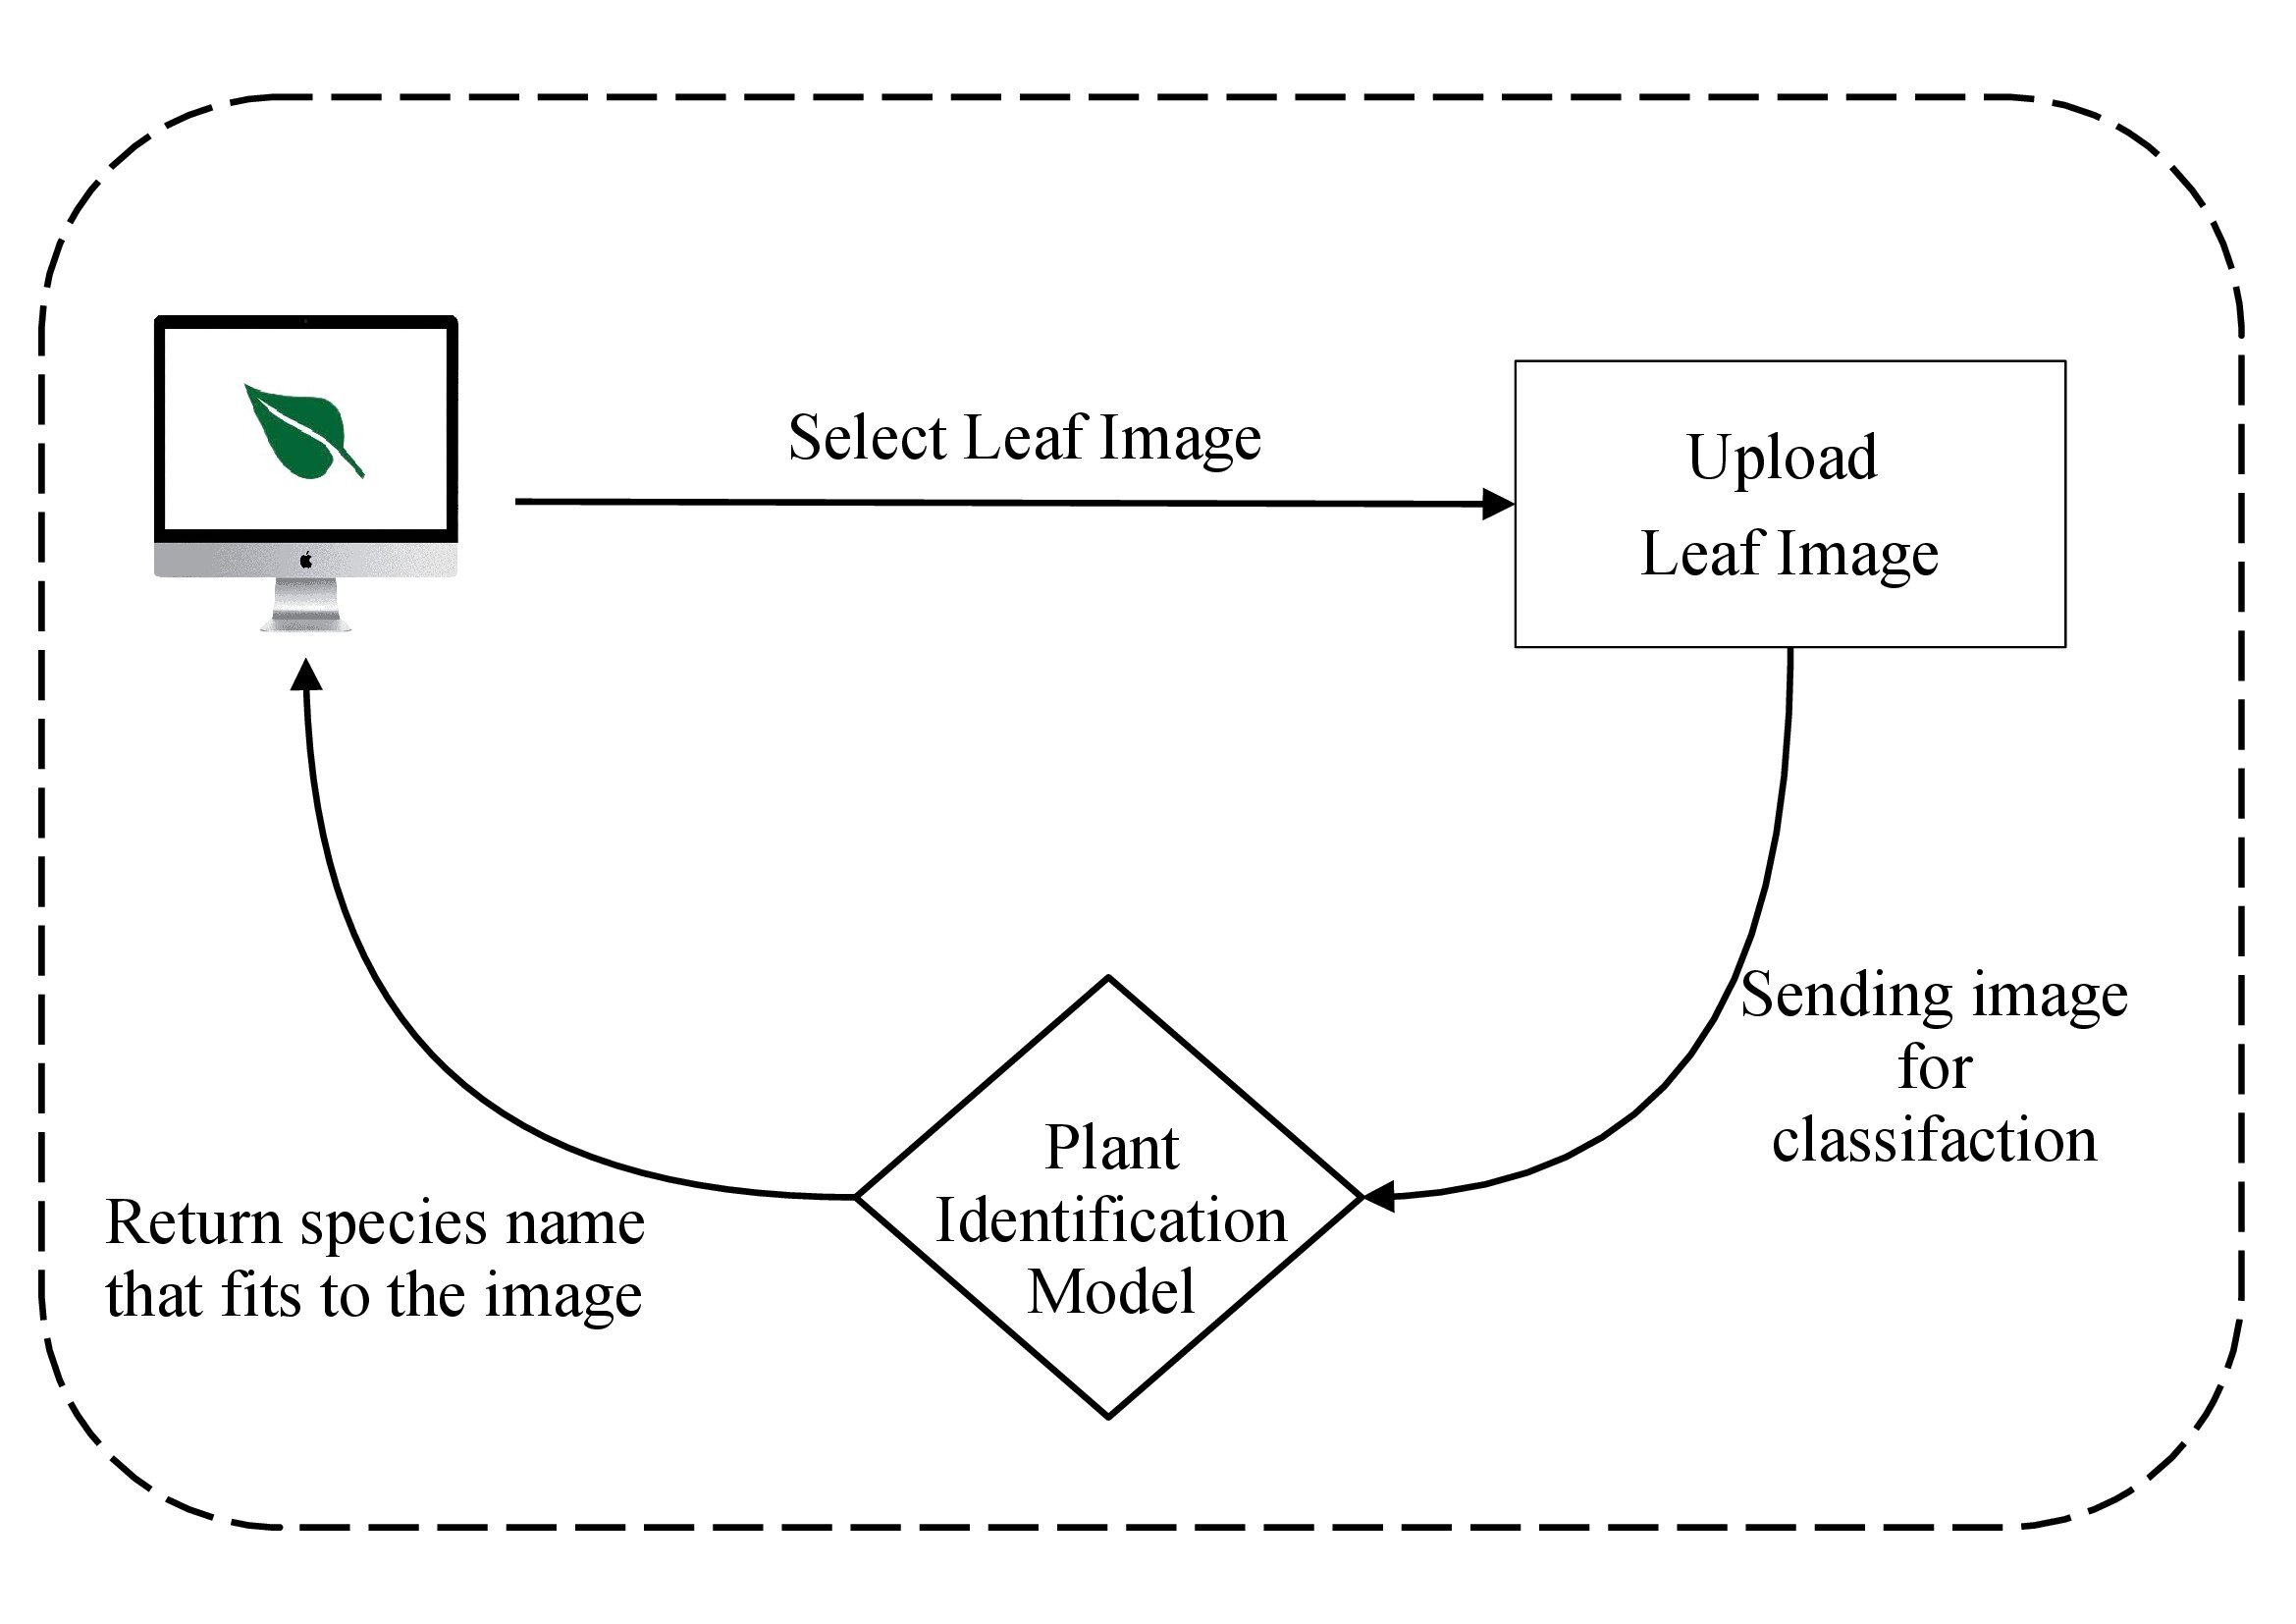 Select Leaf Image
Upload
Leaf Image
Sending image
for
classifaction
Plant
Identification
Model
Return species name
that fits to the image